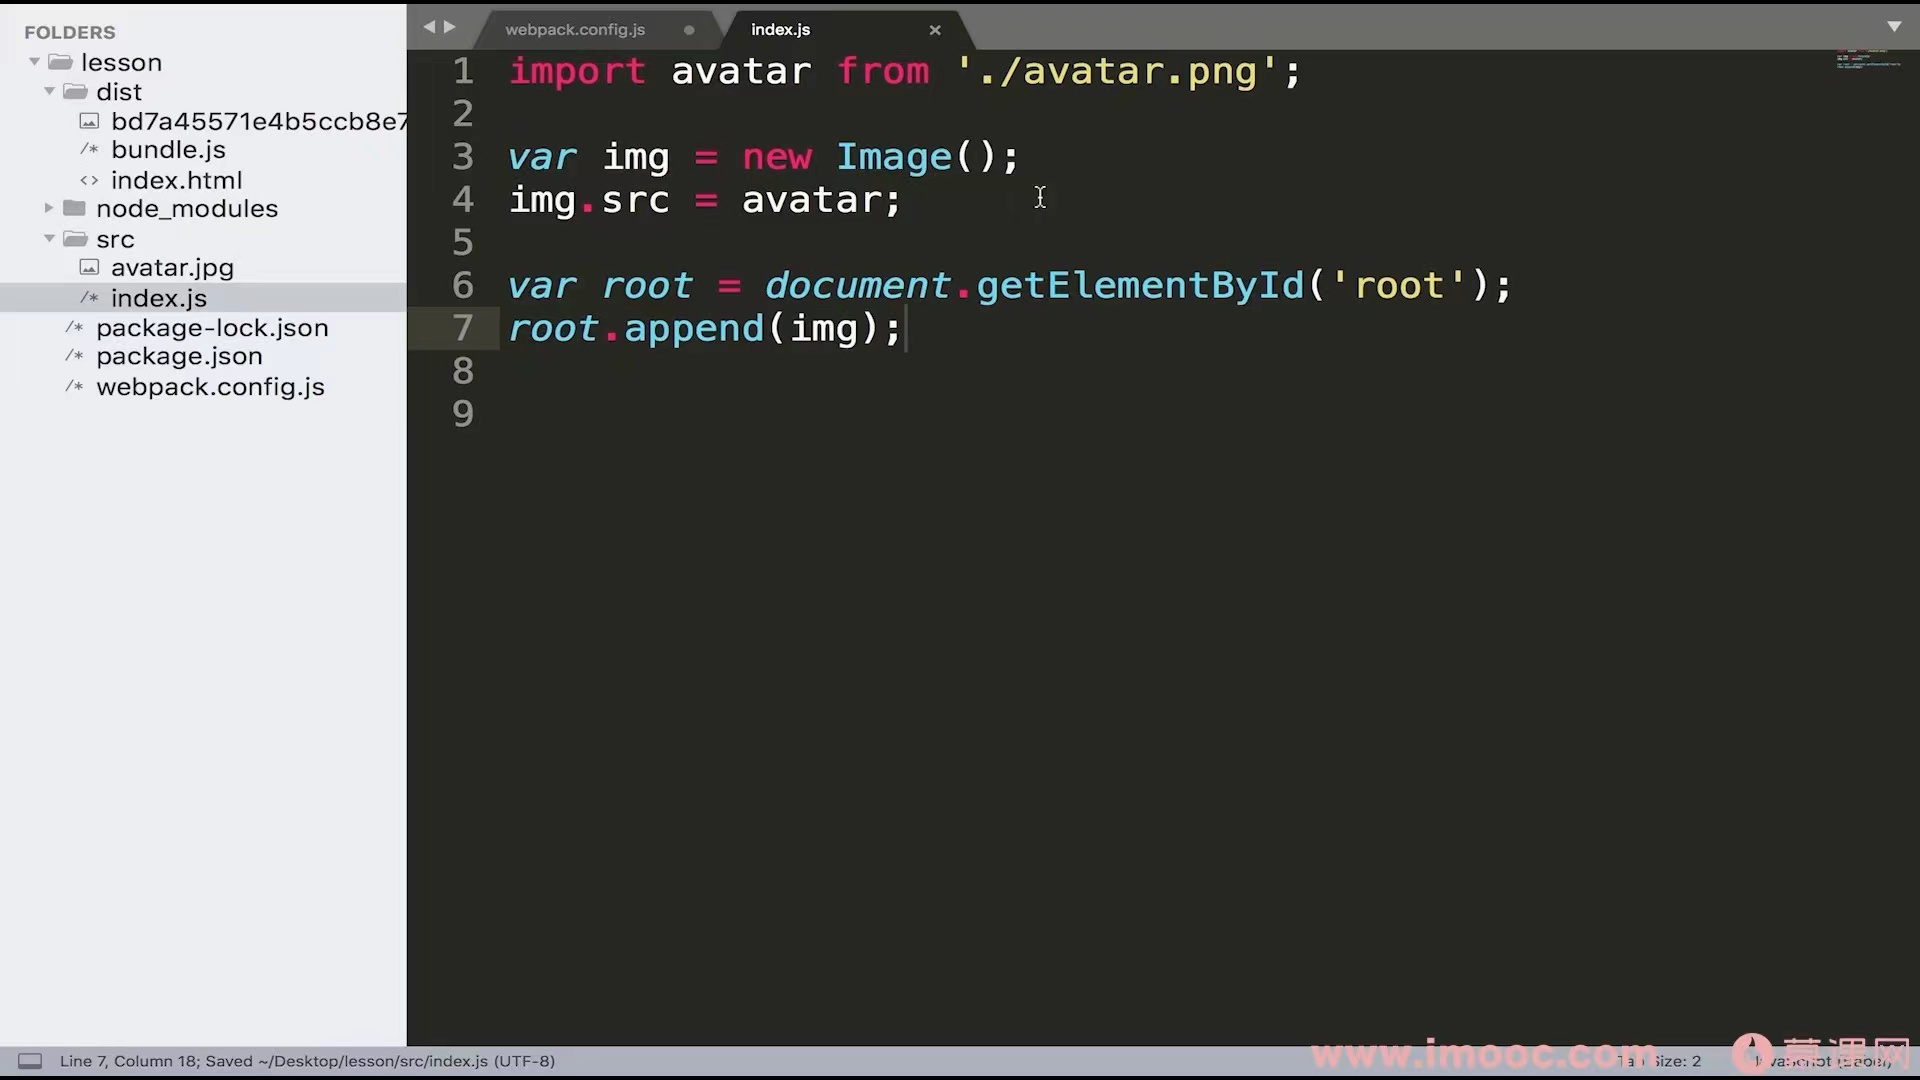 FOLDERS
lesson
dist
bd7a45571e4b5ccb8e7
/* bundle.js
<> index.html
node_modules
src
avatar.jpg
/* index.js
/* package-lock.json
/* package.json
/* webpack.config.js
webpack.config.js
index.js
1 import avatar from './avatar.png';
2
3 var img = new Image();
4 img.src = avatar;
5
6 var root = document.getElementById('root');
7 root.append(img);
8
9
Line 7, Column 18; Saved ~/Desktop/lesson/src/index.js (UTF-8)
www.imooc.com
Tab Size: 2
JavaScript (Babel)
慕课网